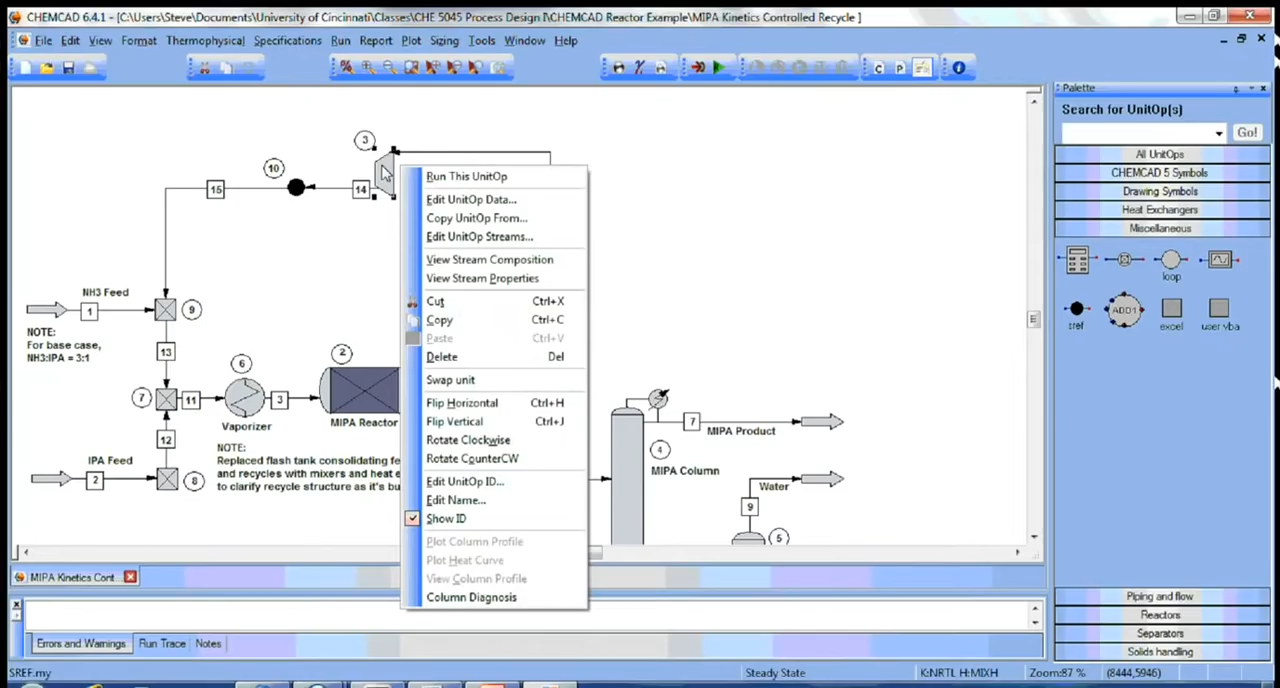 CHEMCAD 6.4.1 - [C:\Users\Steve\Documents\University of Cincinnati\Classes\CHE 5045 Process Design I\CHEMCAD Reactor Example\MIPA Kinetics Controlled Recycle ]
File Edit View Format Thermophysical Specifications Run Report Plot Sizing Tools Window Help
C P
Palette
Search for UnitOp(s)
Go!
All UnitOps
CHEMCAD 5 Symbols
Drawing Symbols
Heat Exchangers
Miscellaneous
loop
ADD1
sref
excel
user vba
Piping and flow
Reactors
Separators
Solids handling
3
10
15
14
NH3 Feed
1
9
NOTE:
For base case,
NH3:IPA = 3:1
13
6
2
7
11
3
Vaporizer
MIPA Reactor
12
NOTE:
Replaced flash tank consolidating fe
and recycles with mixers and heat e
to clarify recycle structure as it's bu
IPA Feed
2
8
7
MIPA Product
4
MIPA Column
Water
9
5
Run This UnitOp
Edit UnitOp Data...
Copy UnitOp From...
Edit UnitOp Streams...
View Stream Composition
View Stream Properties
Cut Ctrl+X
Copy Ctrl+C
Paste Ctrl+V
Delete Del
Swap unit
Flip Horizontal Ctrl+H
Flip Vertical Ctrl+J
Rotate Clockwise
Rotate CounterCW
Edit UnitOp ID...
Edit Name...
Show ID
Plot Column Profile
Plot Heat Curve
View Column Profile
Column Diagnosis
MIPA Kinetics Cont
Errors and Warnings Run Trace Notes
SREF.my Steady State K:NRTL H:MIXH Zoom:87 % (8444,5946)